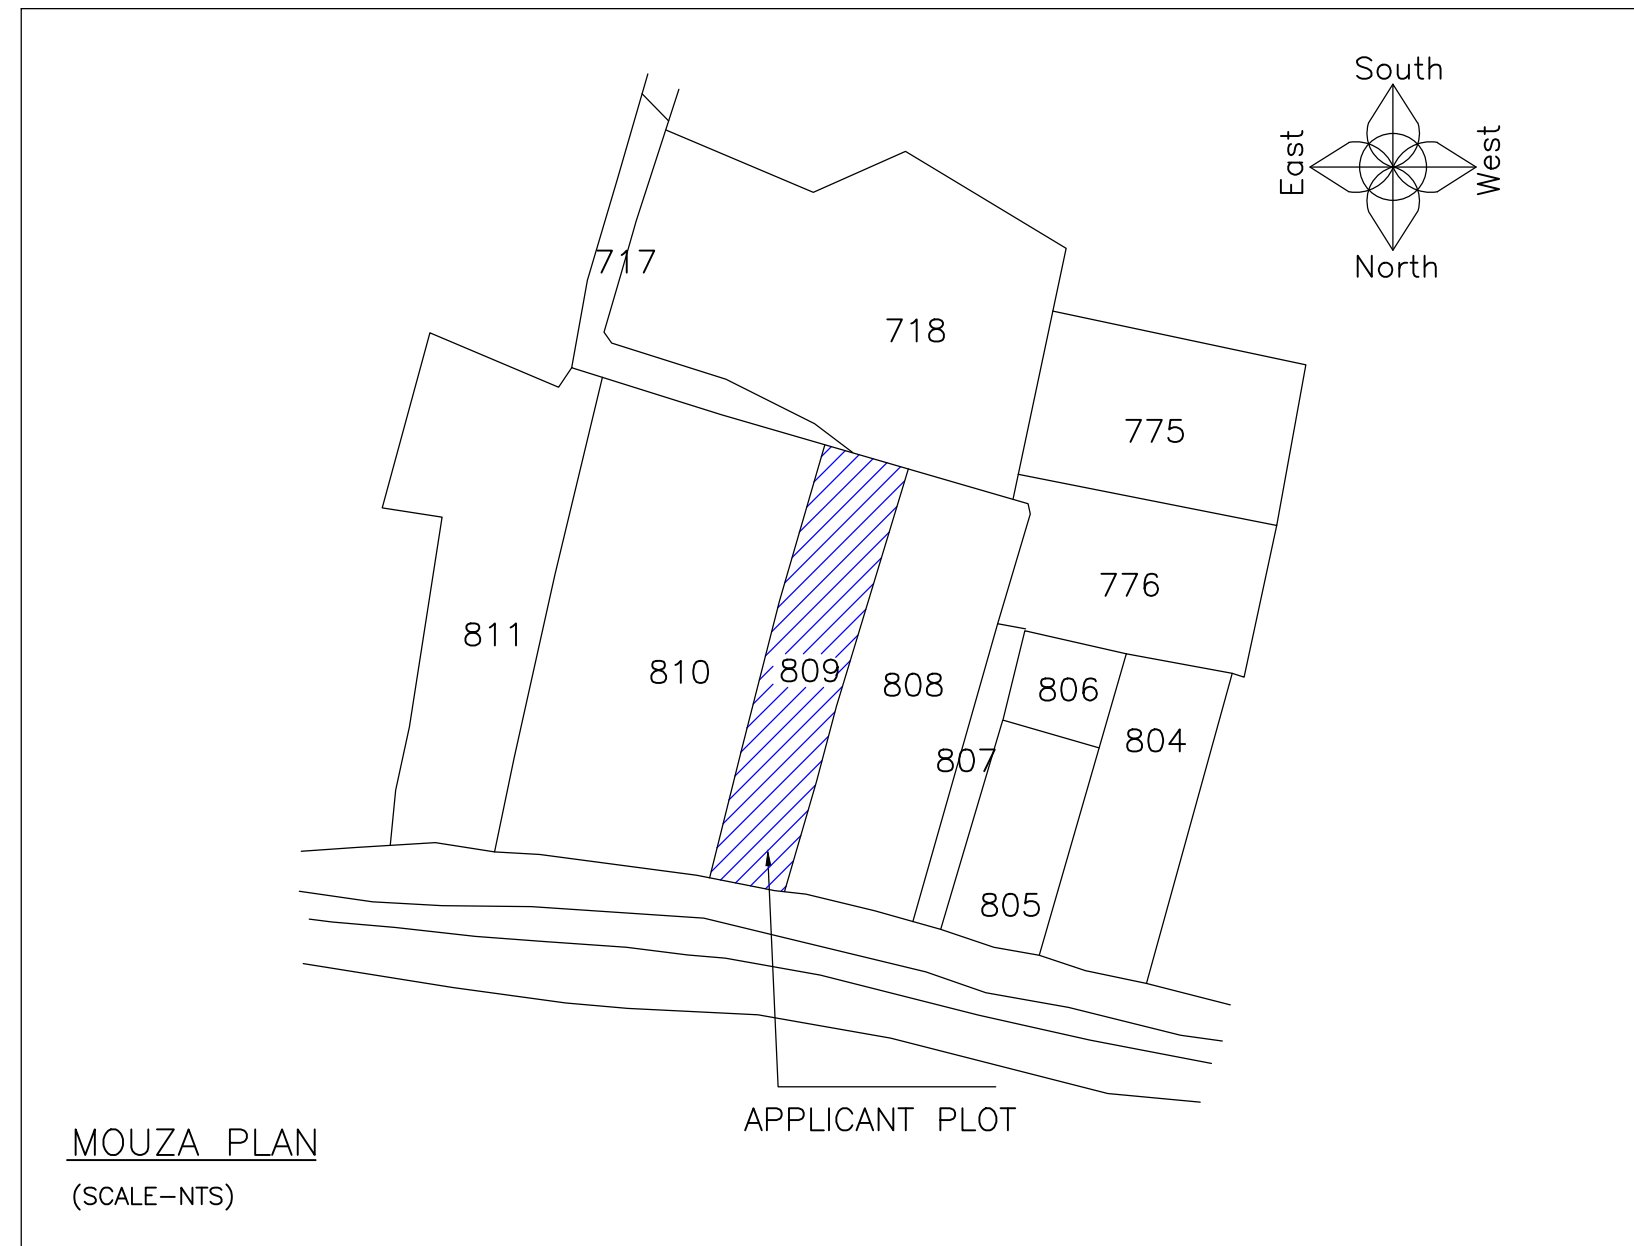 South
East
West
North
717
718
775
776
811
810
809
808
806
804
807
805
APPLICANT PLOT
MOUZA PLAN
(SCALE-NTS)